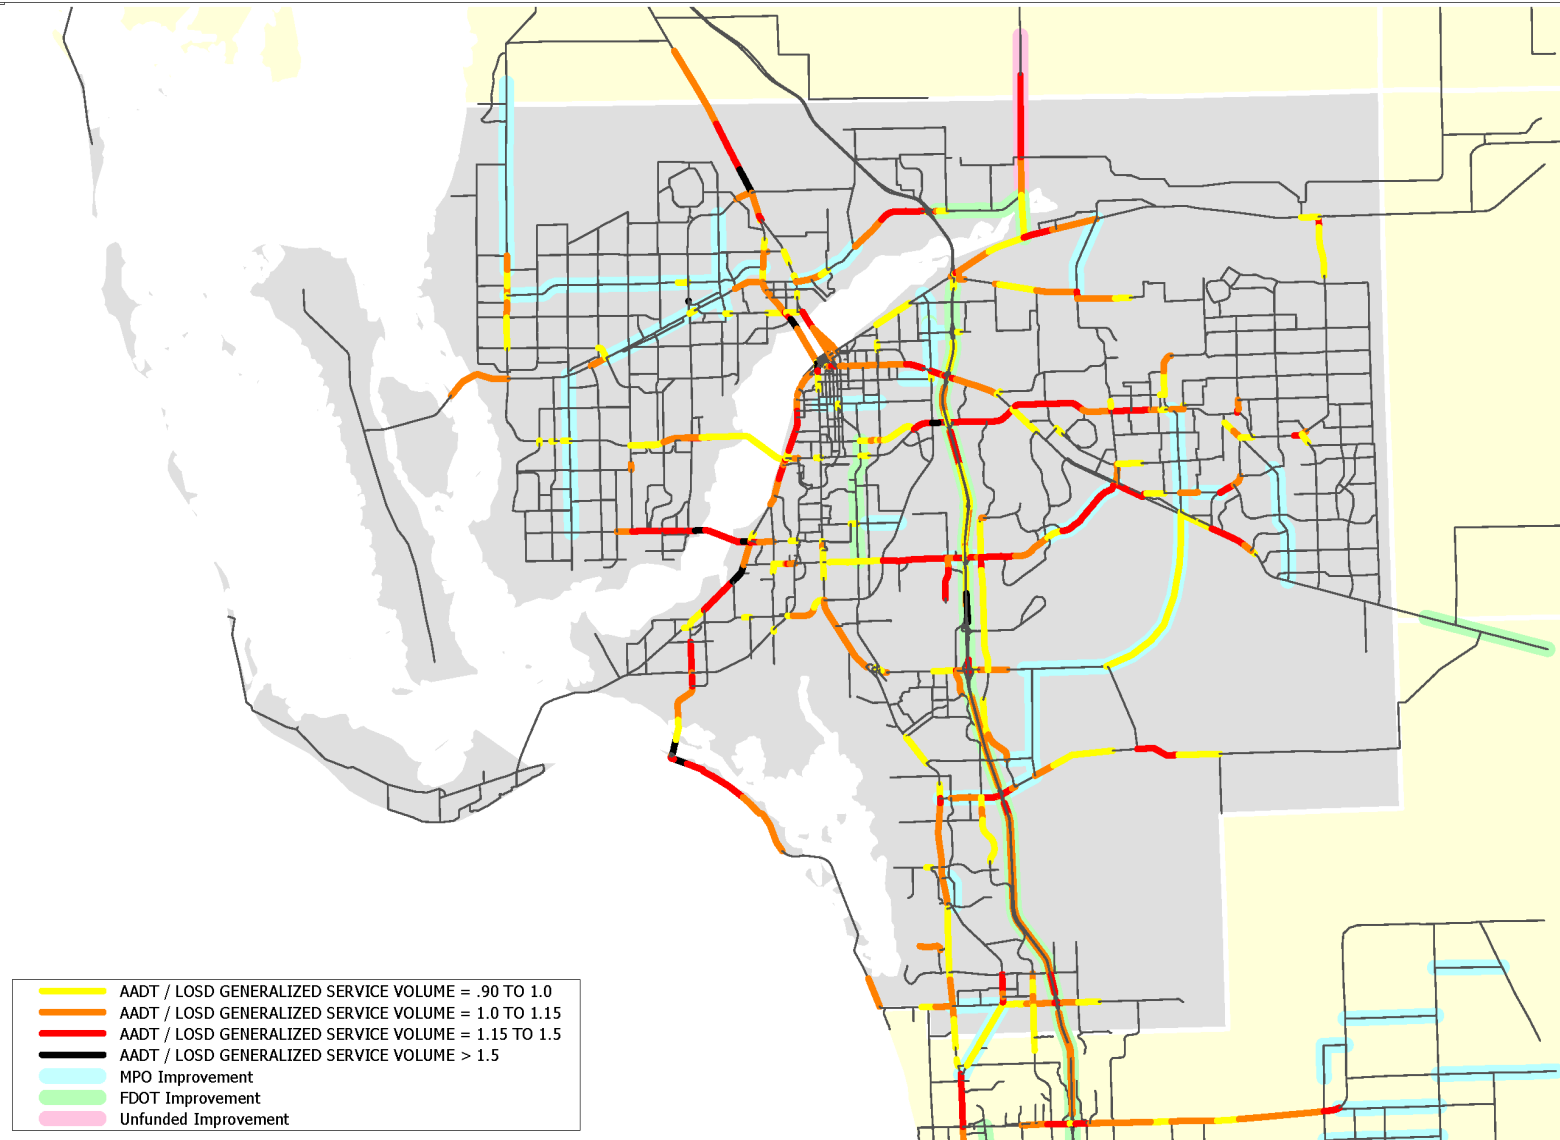 AADT / LOSD GENERALIZED SERVICE VOLUME = .90 TO 1.0
AADT / LOSD GENERALIZED SERVICE VOLUME = 1.0 TO 1.15
AADT / LOSD GENERALIZED SERVICE VOLUME = 1.15 TO 1.5
AADT / LOSD GENERALIZED SERVICE VOLUME > 1.5
MPO Improvement
FDOT Improvement
Unfunded Improvement